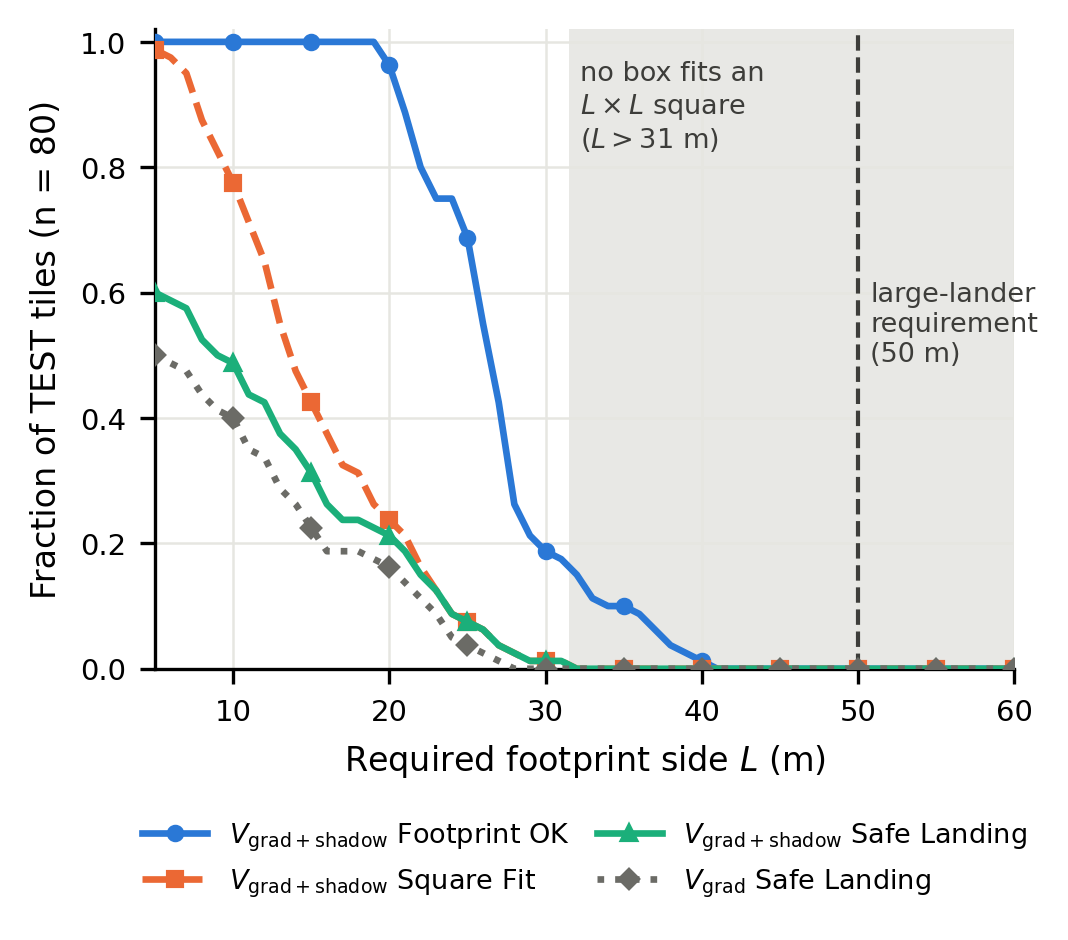 Fraction of TEST tiles (n = 80)
1.0
0.8
0.6
0.4
0.2
0.0
no box fits an
L × L square
(L > 31 m)
large-lander
requirement
(50 m)
10 20 30 40 50 60
Required footprint side L (m)
V_grad + shadow Footprint OK
V_grad + shadow Square Fit
V_grad + shadow Safe Landing
V_grad Safe Landing